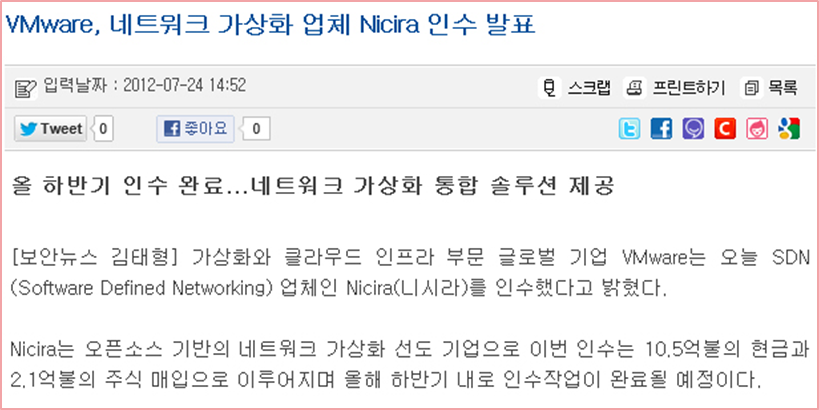 VMware, 네트워크 가상화 업체 Nicira 인수 발표
입력날짜 : 2012-07-24 14:52 스크랩 프린트하기 목록
Tweet 0 좋아요 0
올 하반기 인수 완료...네트워크 가상화 통합 솔루션 제공
[보안뉴스 김태형] 가상화와 클라우드 인프라 부문 글로벌 기업 VMware는 오늘 SDN
(Software Defined Networking) 업체인 Nicira(니시라)를 인수했다고 밝혔다.
Nicira는 오픈소스 기반의 네트워크 가상화 선도 기업으로 이번 인수는 10.5억불의 현금과
2.1억불의 주식 매입으로 이루어지며 올해 하반기 내로 인수작업이 완료될 예정이다.